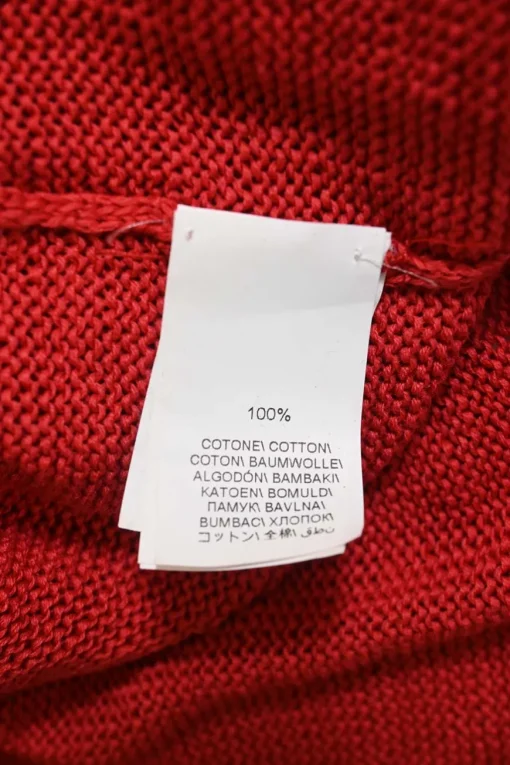 100%
COTONE\ COTTON\
COTON\ BAUMWOLLE\
ALGODÓN\ BAMBAKI\
KATOEN\ BOMULD\
ПАМУК\ BAVLNA\
BUMBAC\ ХЛОПОК\
コットン\ 全棉\ نطق